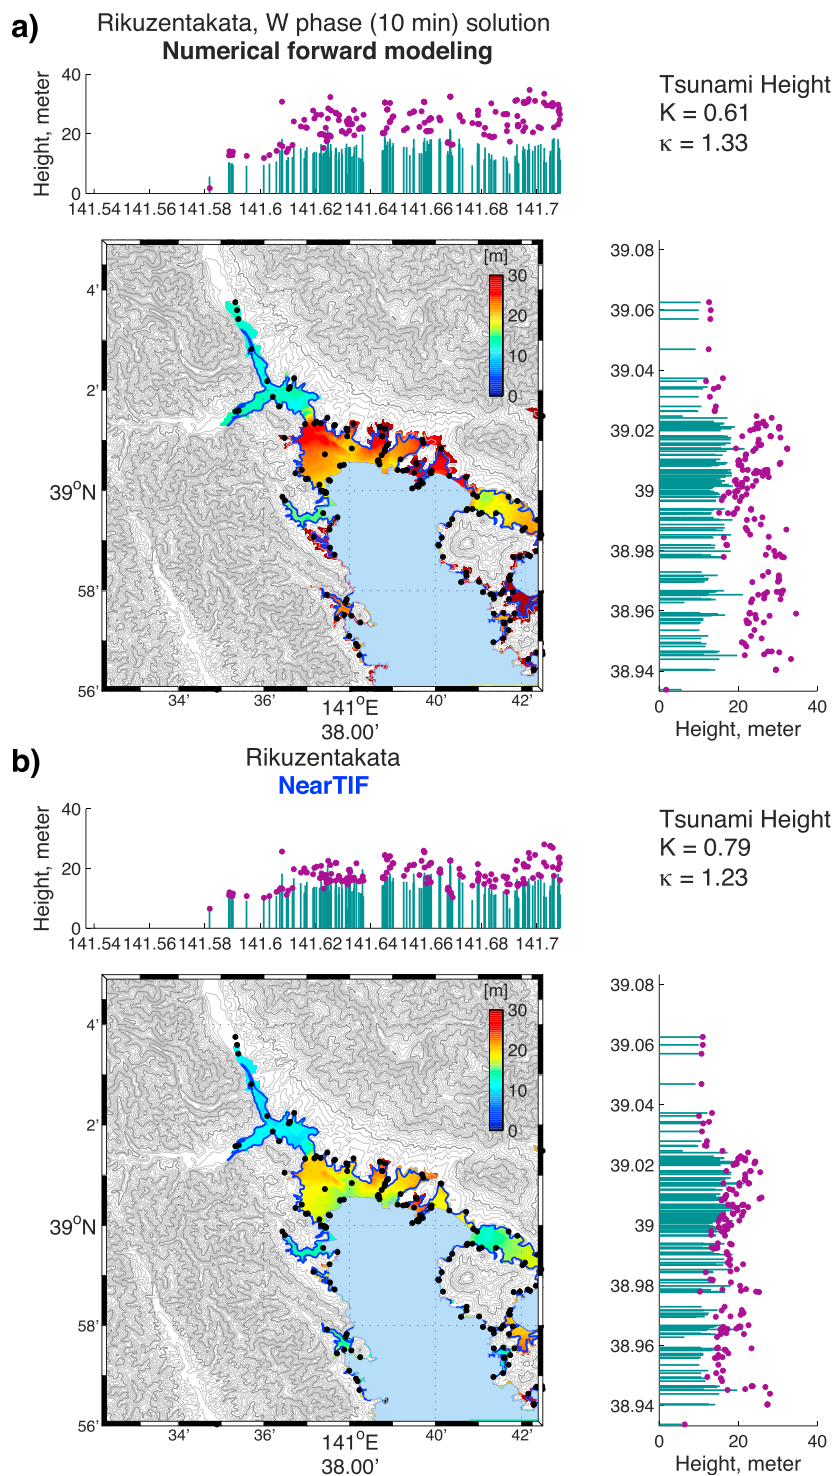 a)
Rikuzentakata, W phase (10 min) solution
Numerical forward modeling
Height, meter
40
20
0
141.54 141.56 141.58 141.6 141.62 141.64 141.66 141.68 141.7
Tsunami Height
K = 0.61
κ = 1.33
[m]
30
20
10
0
4'
2'
39°N
58'
56'
34' 36' 141°E 40' 42'
38.00'
39.08
39.06
39.04
39.02
39
38.98
38.96
38.94
0 20 40
Height, meter
b)
Rikuzentakata
NearTIF
Height, meter
40
20
0
141.54 141.56 141.58 141.6 141.62 141.64 141.66 141.68 141.7
Tsunami Height
K = 0.79
κ = 1.23
[m]
30
20
10
0
4'
2'
39°N
58'
56'
34' 36' 141°E 40' 42'
38.00'
39.08
39.06
39.04
39.02
39
38.98
38.96
38.94
0 20 40
Height, meter